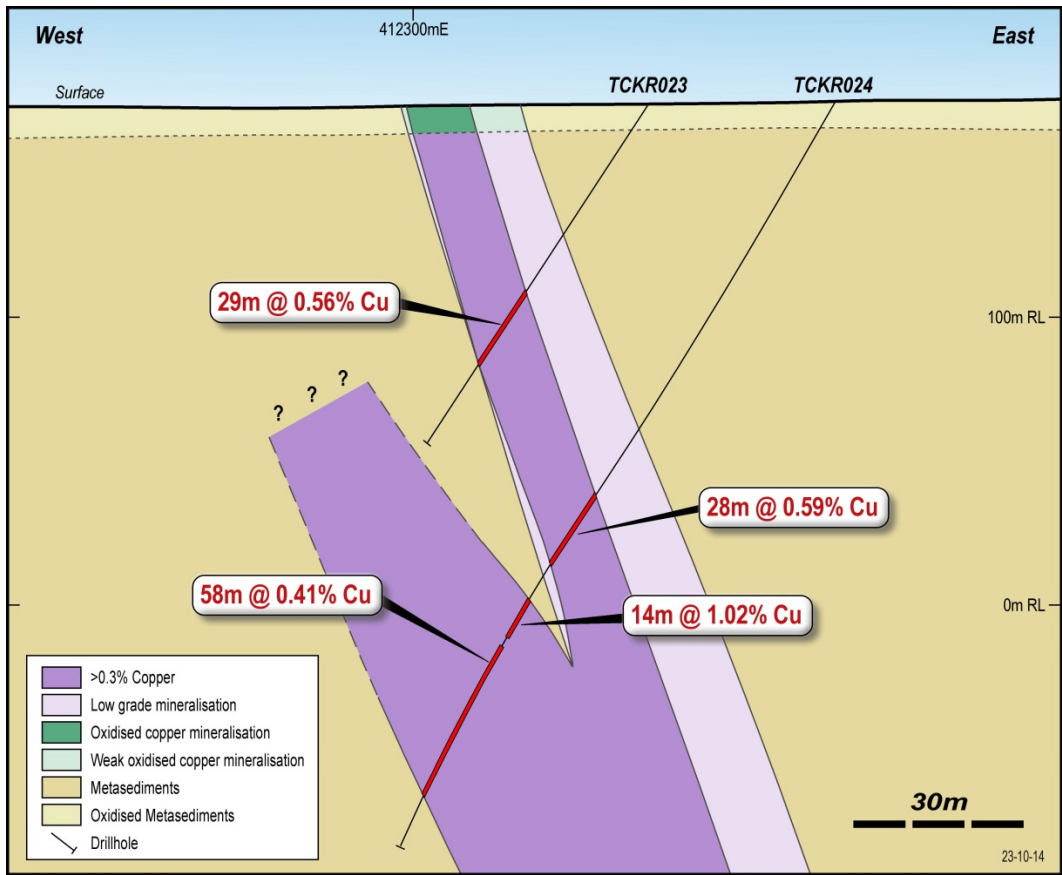 West
412300mE
East
Surface
TCKR023
TCKR024
29m @ 0.56% Cu
100m RL
? ? ?
28m @ 0.59% Cu
58m @ 0.41% Cu
14m @ 1.02% Cu
0m RL
>0.3% Copper
Low grade mineralisation
Oxidised copper mineralisation
Weak oxidised copper mineralisation
Metasediments
Oxidised Metasediments
Drillhole
30m
23-10-14